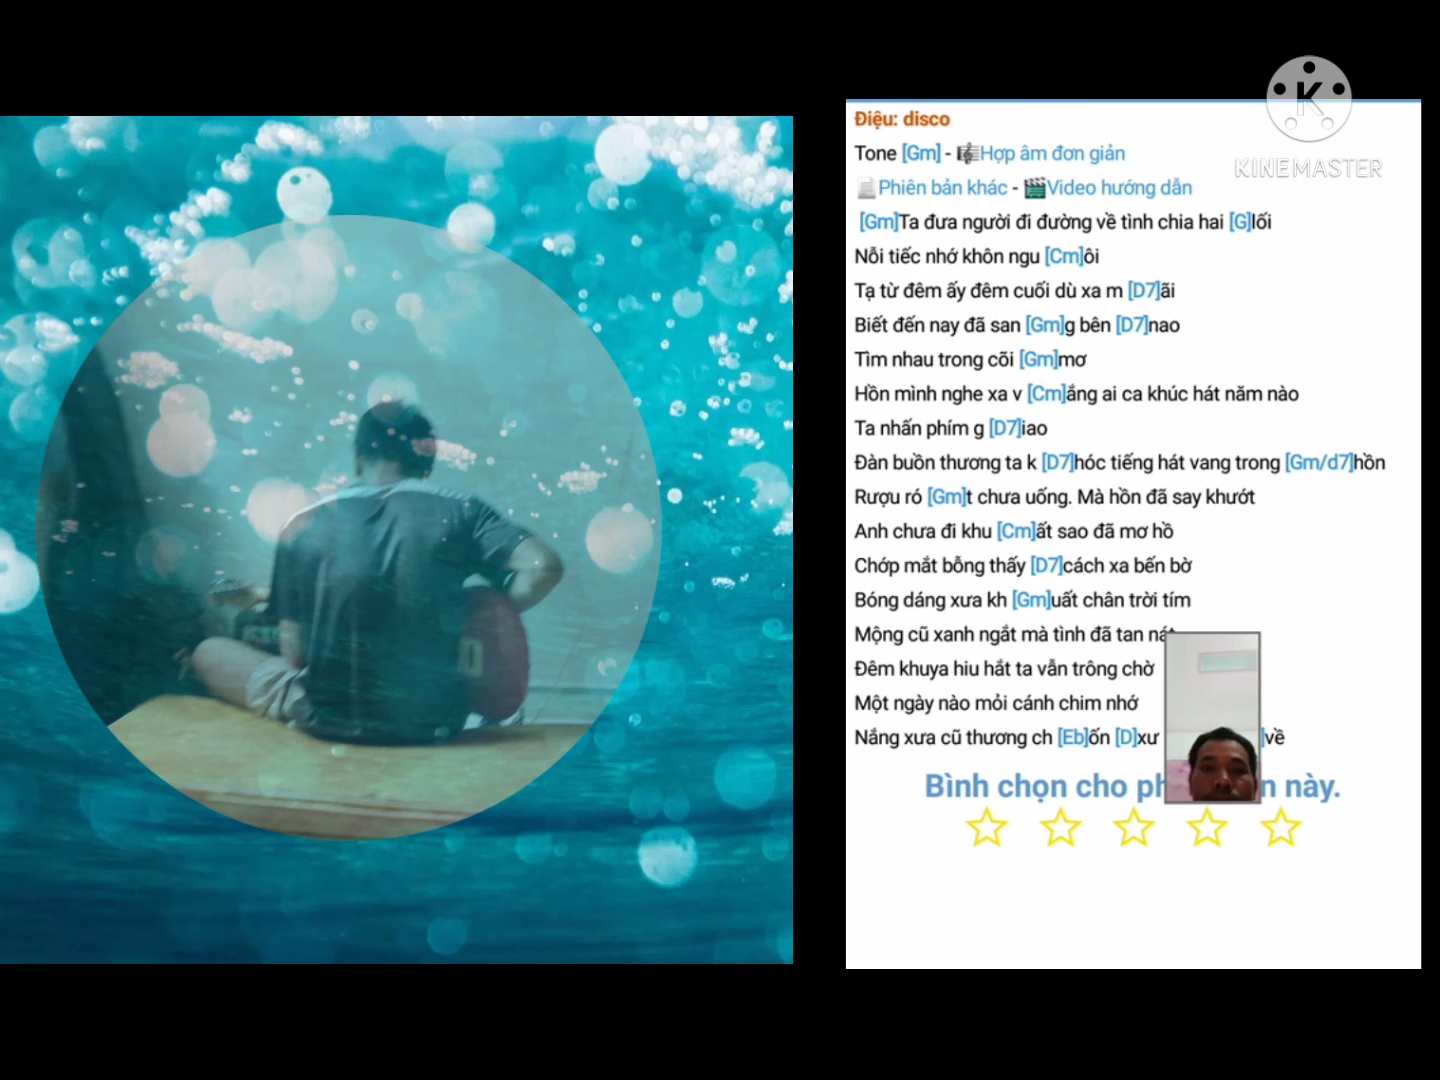 K
KINEMASTER
Điệu: disco
Tone [Gm] - Hợp âm đơn giản
Phiên bản khác - Video hướng dẫn
[Gm]Ta đưa người đi đường về tình chia hai [G]lối
Nỗi tiếc nhớ khôn ngu [Cm]ôi
Tạ từ đêm ấy đêm cuối dù xa m [D7]ãi
Biết đến nay đã san [Gm]g bên [D7]nao
Tìm nhau trong cõi [Gm]mơ
Hồn mình nghe xa v [Cm]ắng ai ca khúc hát năm nào
Ta nhấn phím g [D7]iao
Đàn buồn thương ta k [D7]hóc tiếng hát vang trong [Gm/d7]hồn
Rượu ró [Gm]t chưa uống. Mà hồn đã say khướt
Anh chưa đi khu [Cm]ất sao đã mơ hồ
Chớp mắt bỗng thấy [D7]cách xa bến bờ
Bóng dáng xưa kh [Gm]uất chân trời tím
Mộng cũ xanh ngắt mà tình đã tan nát
Đêm khuya hiu hắt ta vẫn trông chờ
Một ngày nào mỏi cánh chim nhớ
Nắng xưa cũ thương ch [Eb]ốn [D]xư ]về
Bình chọn cho này.